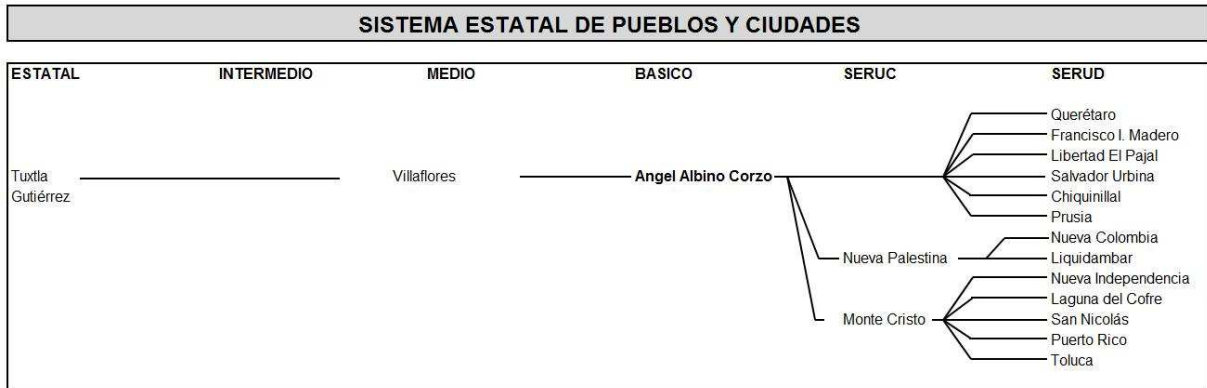 SISTEMA ESTATAL DE PUEBLOS Y CIUDADES
ESTATAL INTERMEDIO MEDIO BASICO SERUC SERUD
Querétaro
Francisco I. Madero
Libertad El Pajal
Tuxtla Villaflores Angel Albino Corzo Salvador Urbina
Gutiérrez Chiquinillal
Prusia
Nueva Colombia
Nueva Palestina Liquidambar
Nueva Independencia
Laguna del Cofre
Monte Cristo San Nicolás
Puerto Rico
Toluca